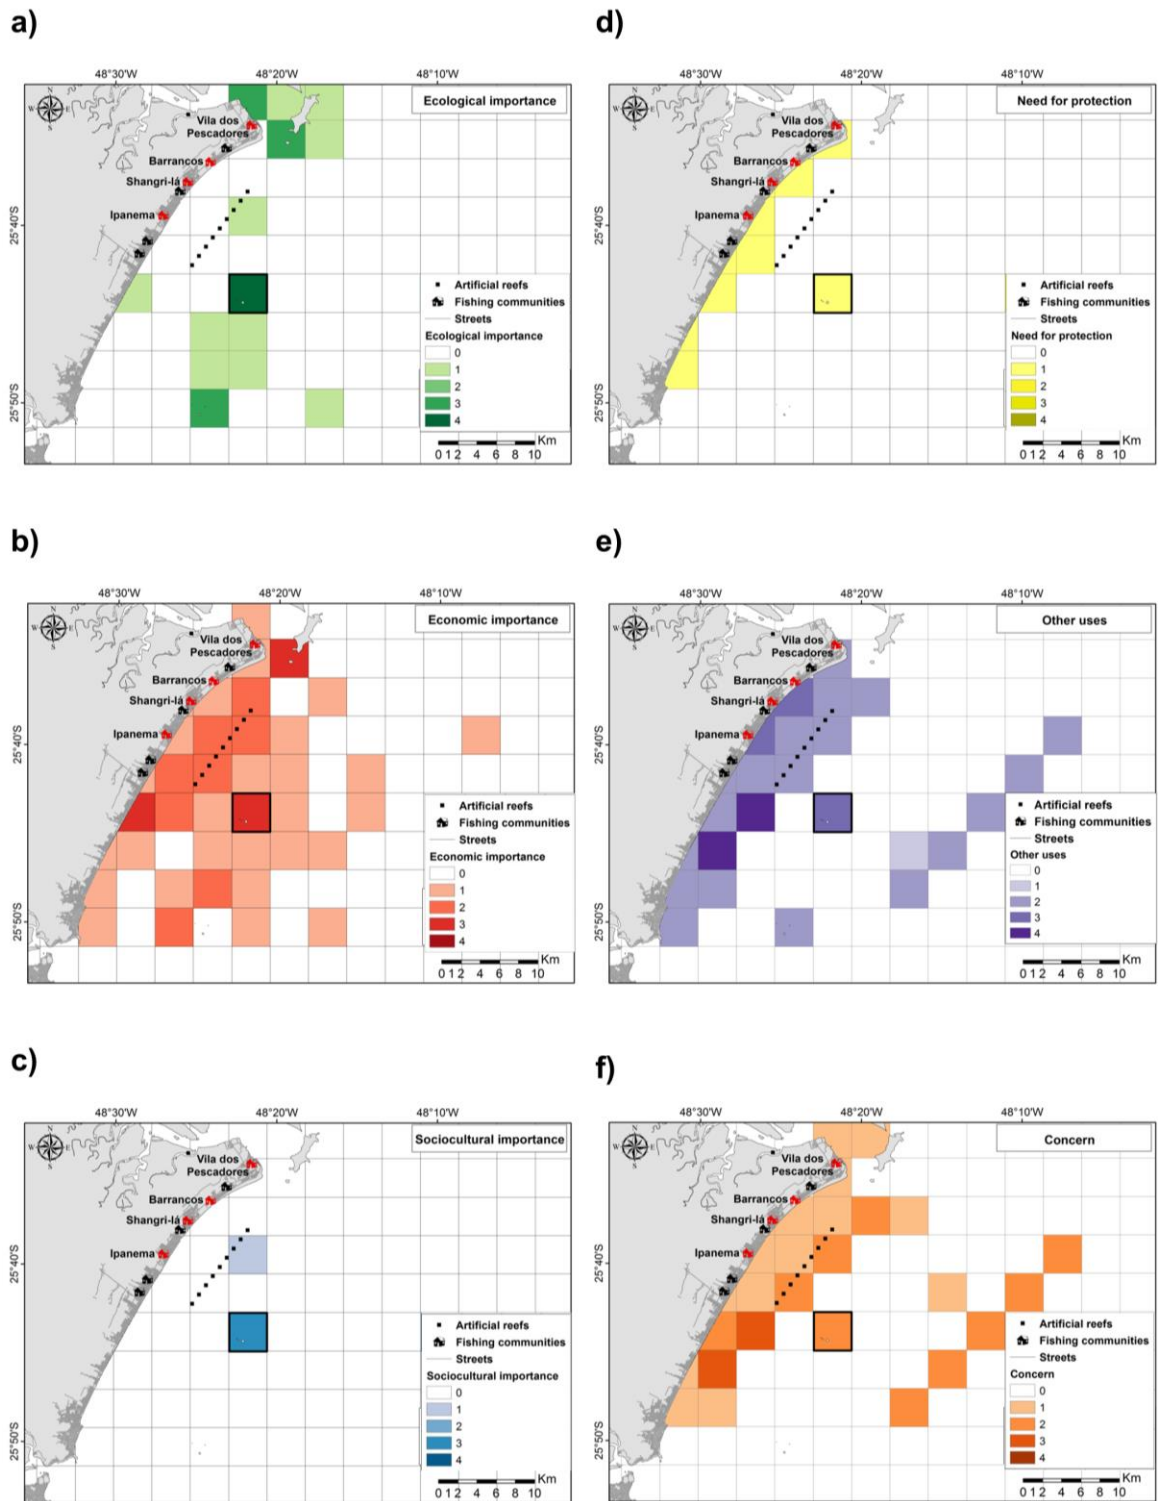 a)
48°30'W 48°20'W 48°10'W
Ecological importance
N
W E
S
Vila dos
Pescadores
Barrancos
Shangri-lá
Ipanema
25°40'S
25°50'S
Artificial reefs
Fishing communities
Streets
Ecological importance
0
1
2
3
4
Km
0 1 2 4 6 8 10
d)
48°30'W 48°20'W 48°10'W
Need for protection
N
W E
S
Vila dos
Pescadores
Barrancos
Shangri-lá
Ipanema
25°40'S
25°50'S
Artificial reefs
Fishing communities
Streets
Need for protection
0
1
2
3
4
Km
0 1 2 4 6 8 10
b)
48°30'W 48°20'W 48°10'W
Economic importance
N
W E
S
Vila dos
Pescadores
Barrancos
Shangri-lá
Ipanema
25°40'S
25°50'S
Artificial reefs
Fishing communities
Streets
Economic importance
0
1
2
3
4
Km
0 1 2 4 6 8 10
e)
48°30'W 48°20'W 48°10'W
Other uses
N
W E
S
Vila dos
Pescadores
Barrancos
Shangri-lá
Ipanema
25°40'S
25°50'S
Artificial reefs
Fishing communities
Streets
Other uses
0
1
2
3
4
Km
0 1 2 4 6 8 10
c)
48°30'W 48°20'W 48°10'W
Sociocultural importance
N
W E
S
Vila dos
Pescadores
Barrancos
Shangri-lá
Ipanema
25°40'S
25°50'S
Artificial reefs
Fishing communities
Streets
Sociocultural importance
0
1
2
3
4
Km
0 1 2 4 6 8 10
f)
48°30'W 48°20'W 48°10'W
Concern
N
W E
S
Vila dos
Pescadores
Barrancos
Shangri-lá
Ipanema
25°40'S
25°50'S
Artificial reefs
Fishing communities
Streets
Concern
0
1
2
3
4
Km
0 1 2 4 6 8 10